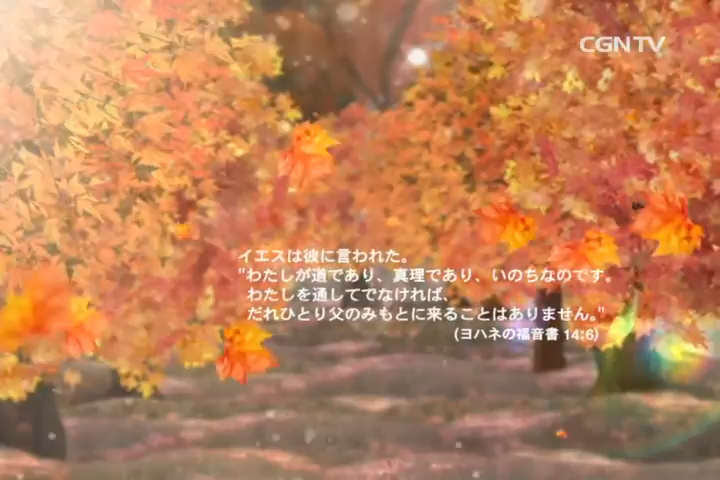 CGNTV
イエスは彼に言われた。
"わたしが道であり、真理であり、いのちなのです。
わたしを通してでなければ、
だれひとり父のみもとに来ることはありません。"
(ヨハネの福音書 14:6)